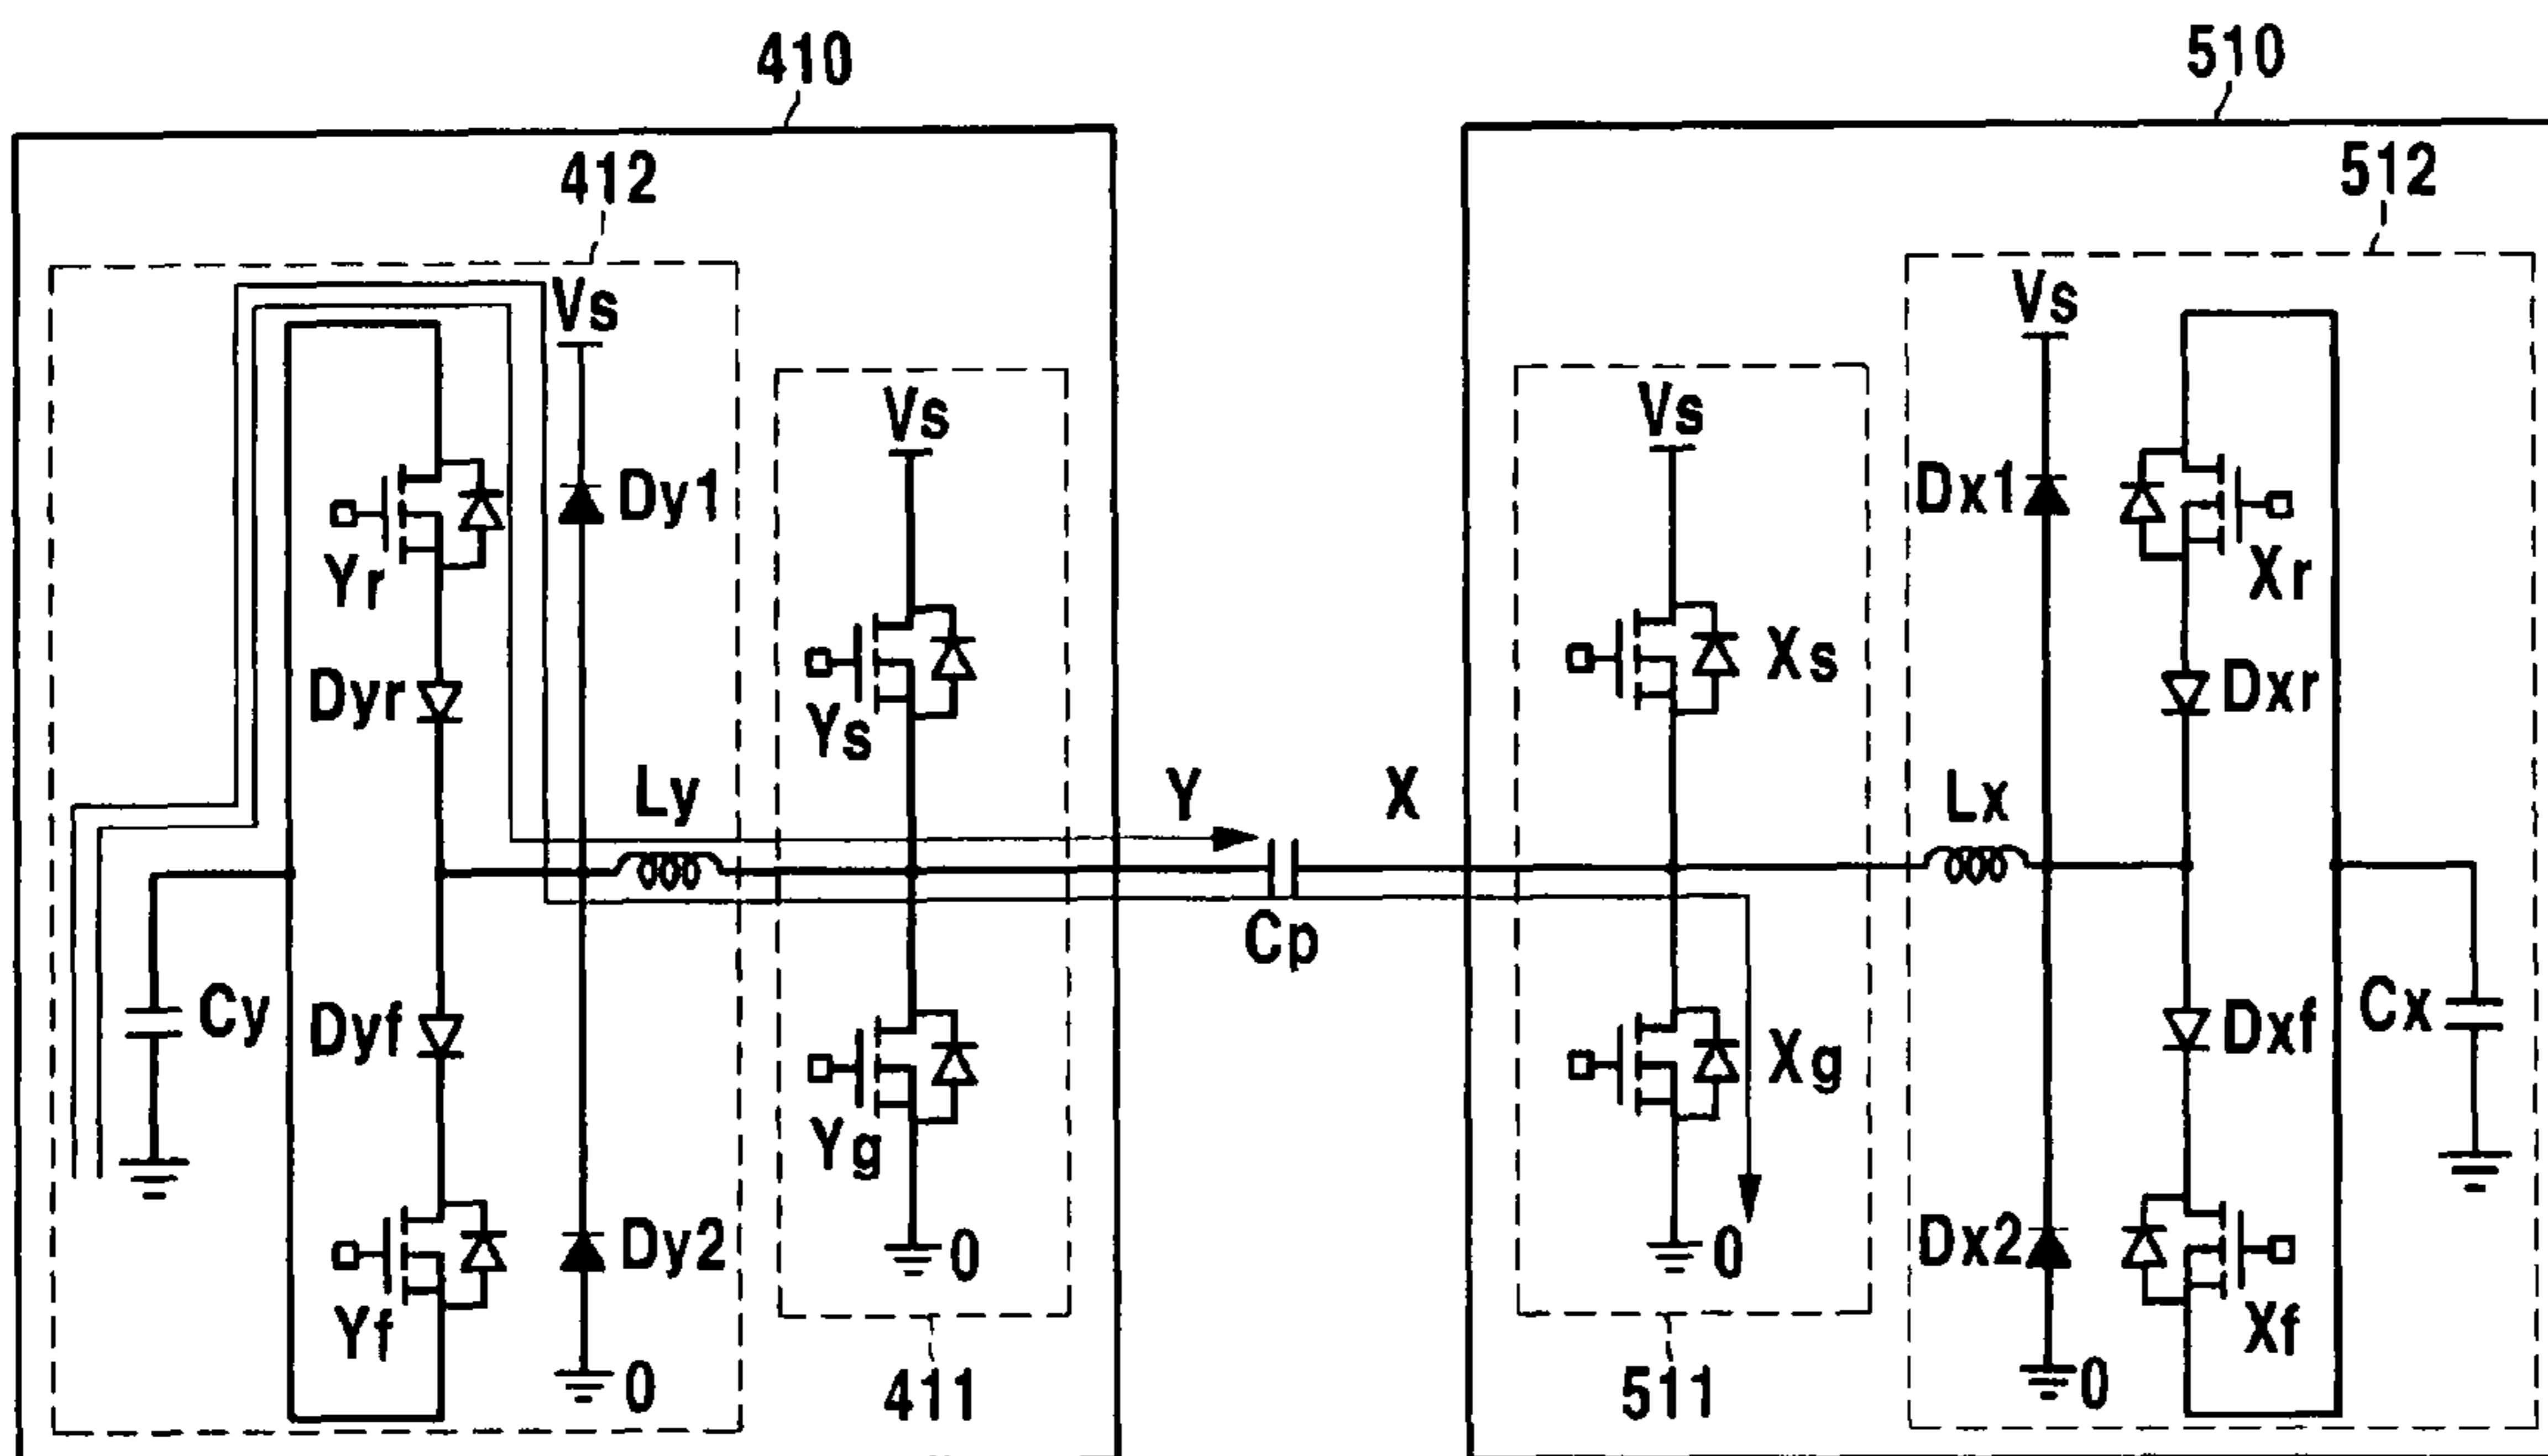 410
510
412
512
Vs
Vs
Vs
Vs
Yr
Dy1
Dx1
Xr
Dyr
Ys
Xs
Dxr
Ly
Y
X
Lx
Cp
Cy
Dyf
Yg
Xg
Dxf
Cx
Yf
Dy2
0
0
Dx2
Xf
0
0
411
511